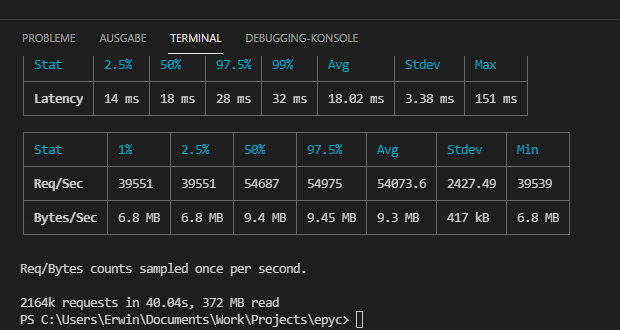 PROBLEME AUSGABE TERMINAL DEBUGGING-KONSOLE
Stat 2.5% 50% 97.5% 99% Avg Stdev Max
Latency 14 ms 18 ms 28 ms 32 ms 18.02 ms 3.38 ms 151 ms
Stat 1% 2.5% 50% 97.5% Avg Stdev Min
Req/Sec 39551 39551 54687 54975 54073.6 2427.49 39539
Bytes/Sec 6.8 MB 6.8 MB 9.4 MB 9.45 MB 9.3 MB 417 kB 6.8 MB
Req/Bytes counts sampled once per second.
2164k requests in 40.04s, 372 MB read
PS C:\Users\Erwin\Documents\Work\Projects\epyc>